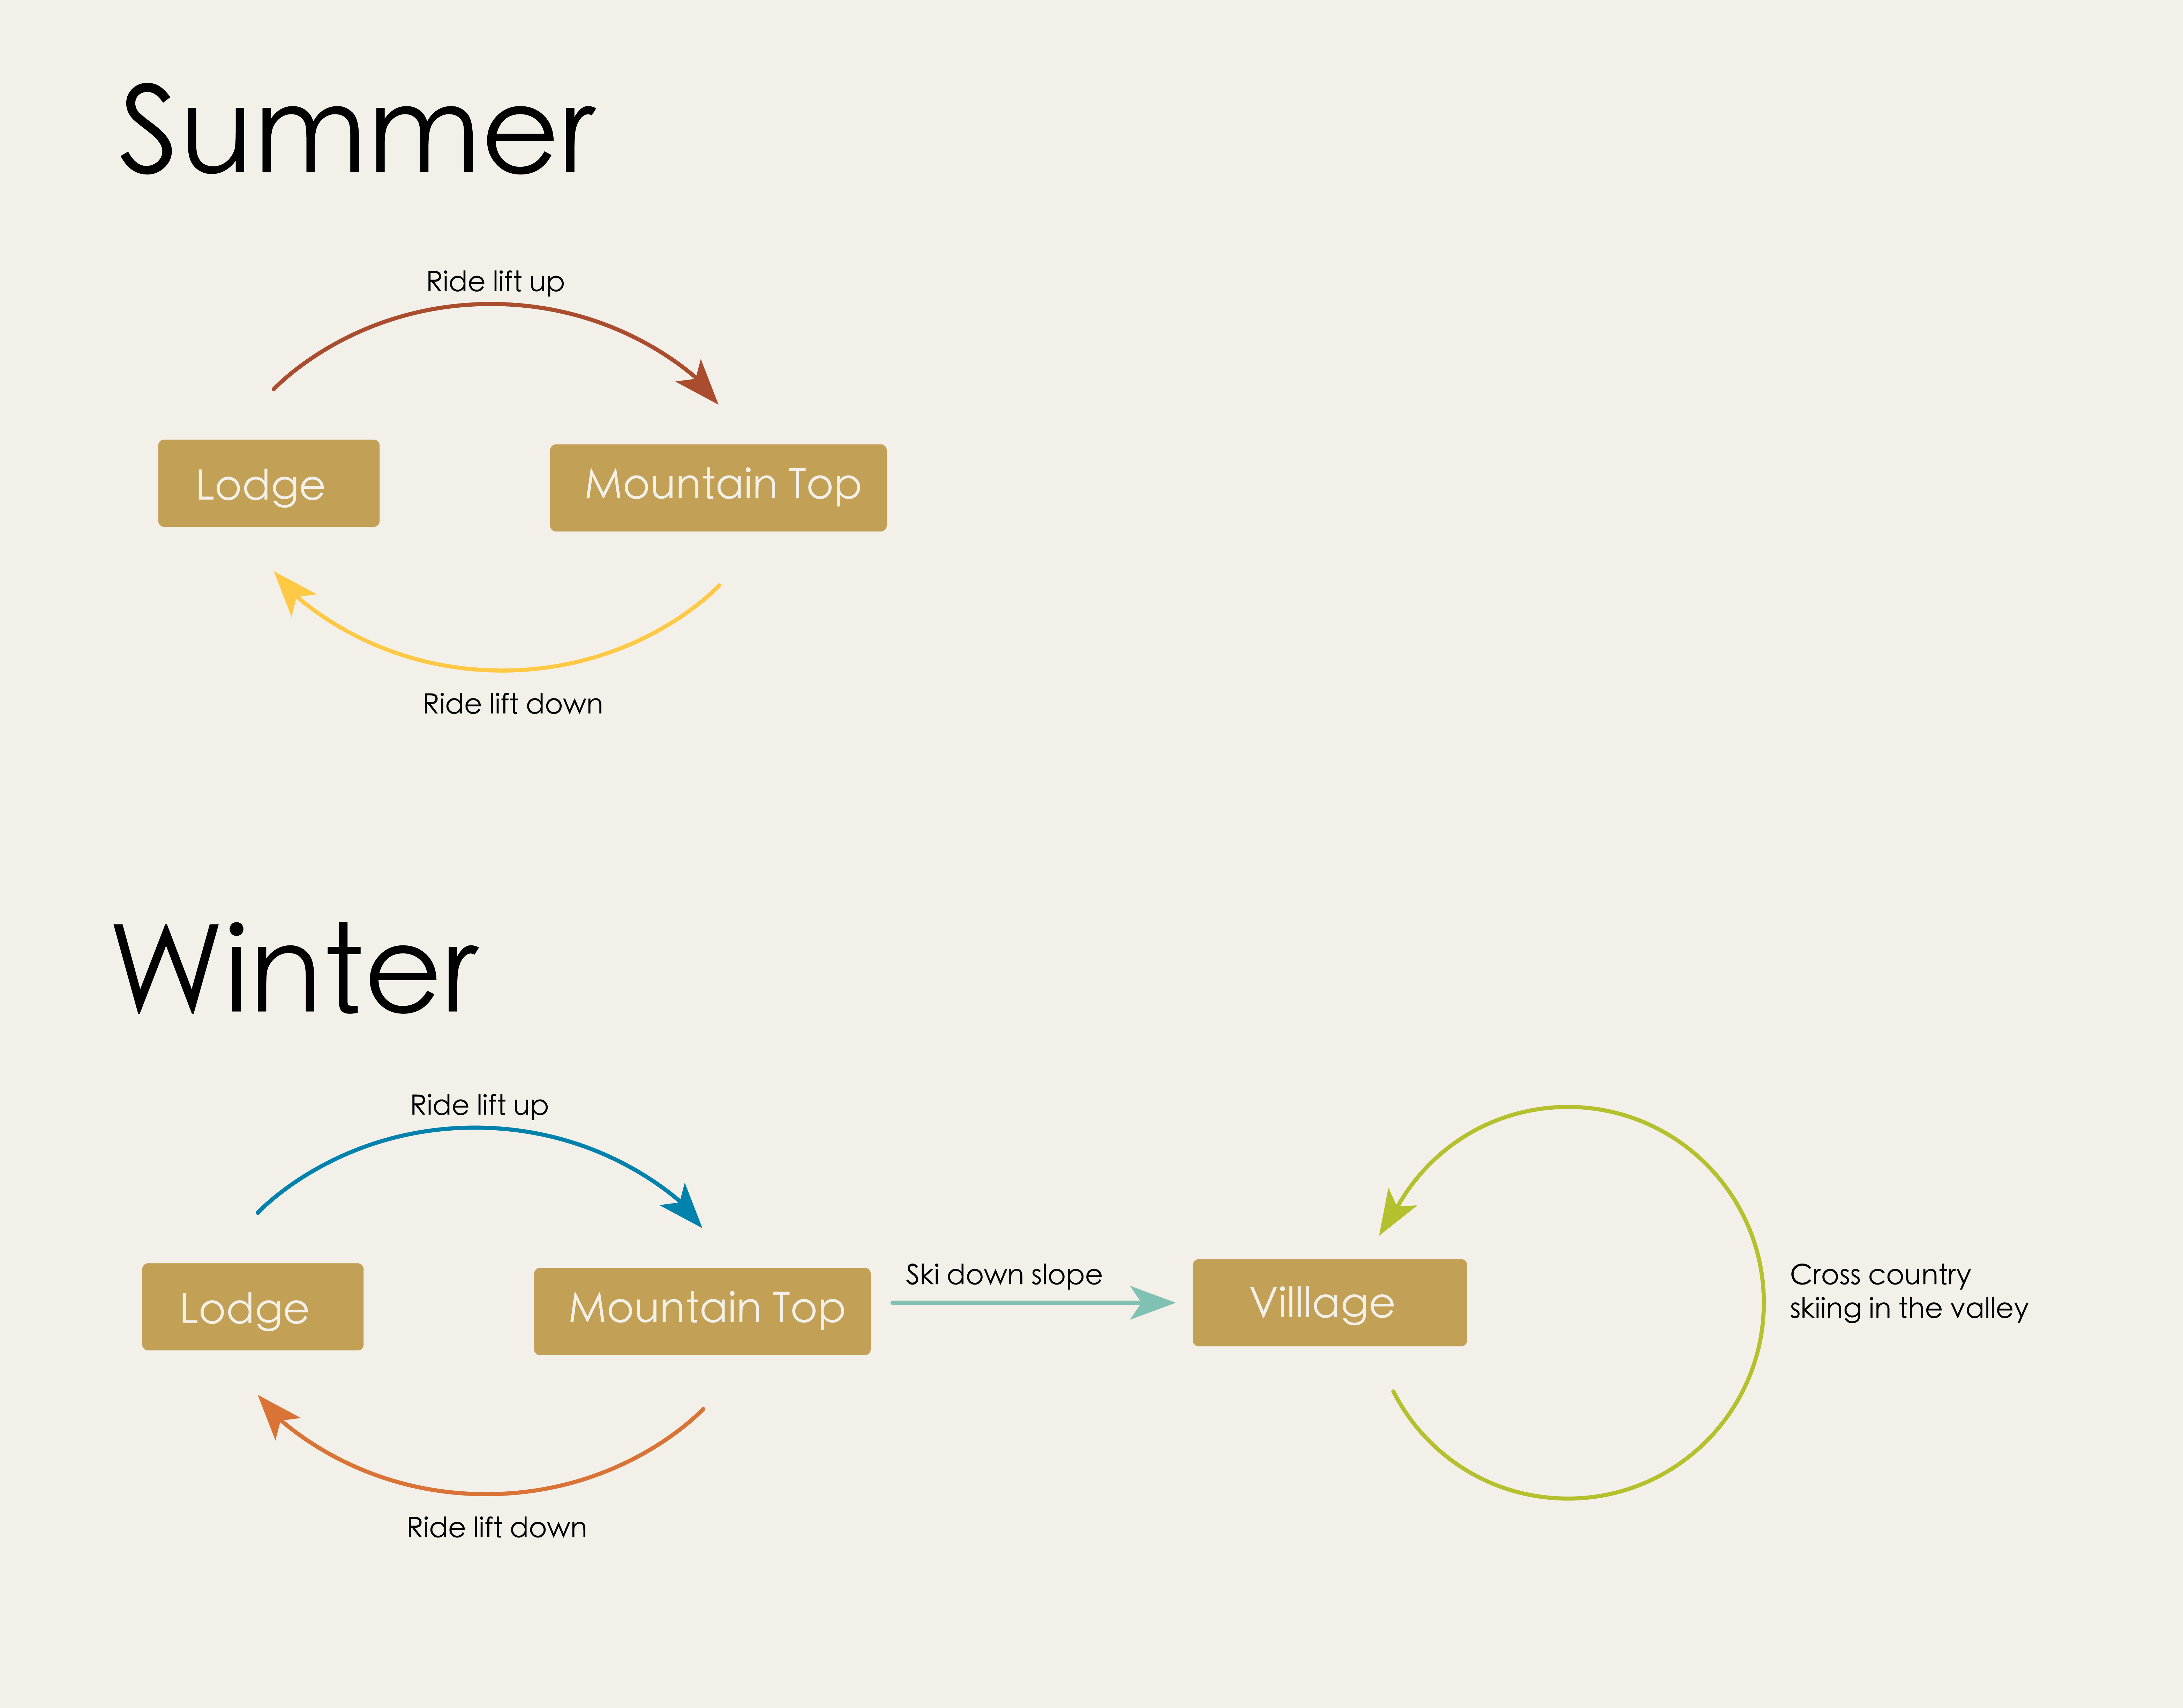 Summer
Ride lift up
Lodge
Mountain Top
Ride lift down
Winter
Ride lift up
Lodge
Mountain Top
Ski down slope
Villlage
Cross country
skiing in the valley
Ride lift down